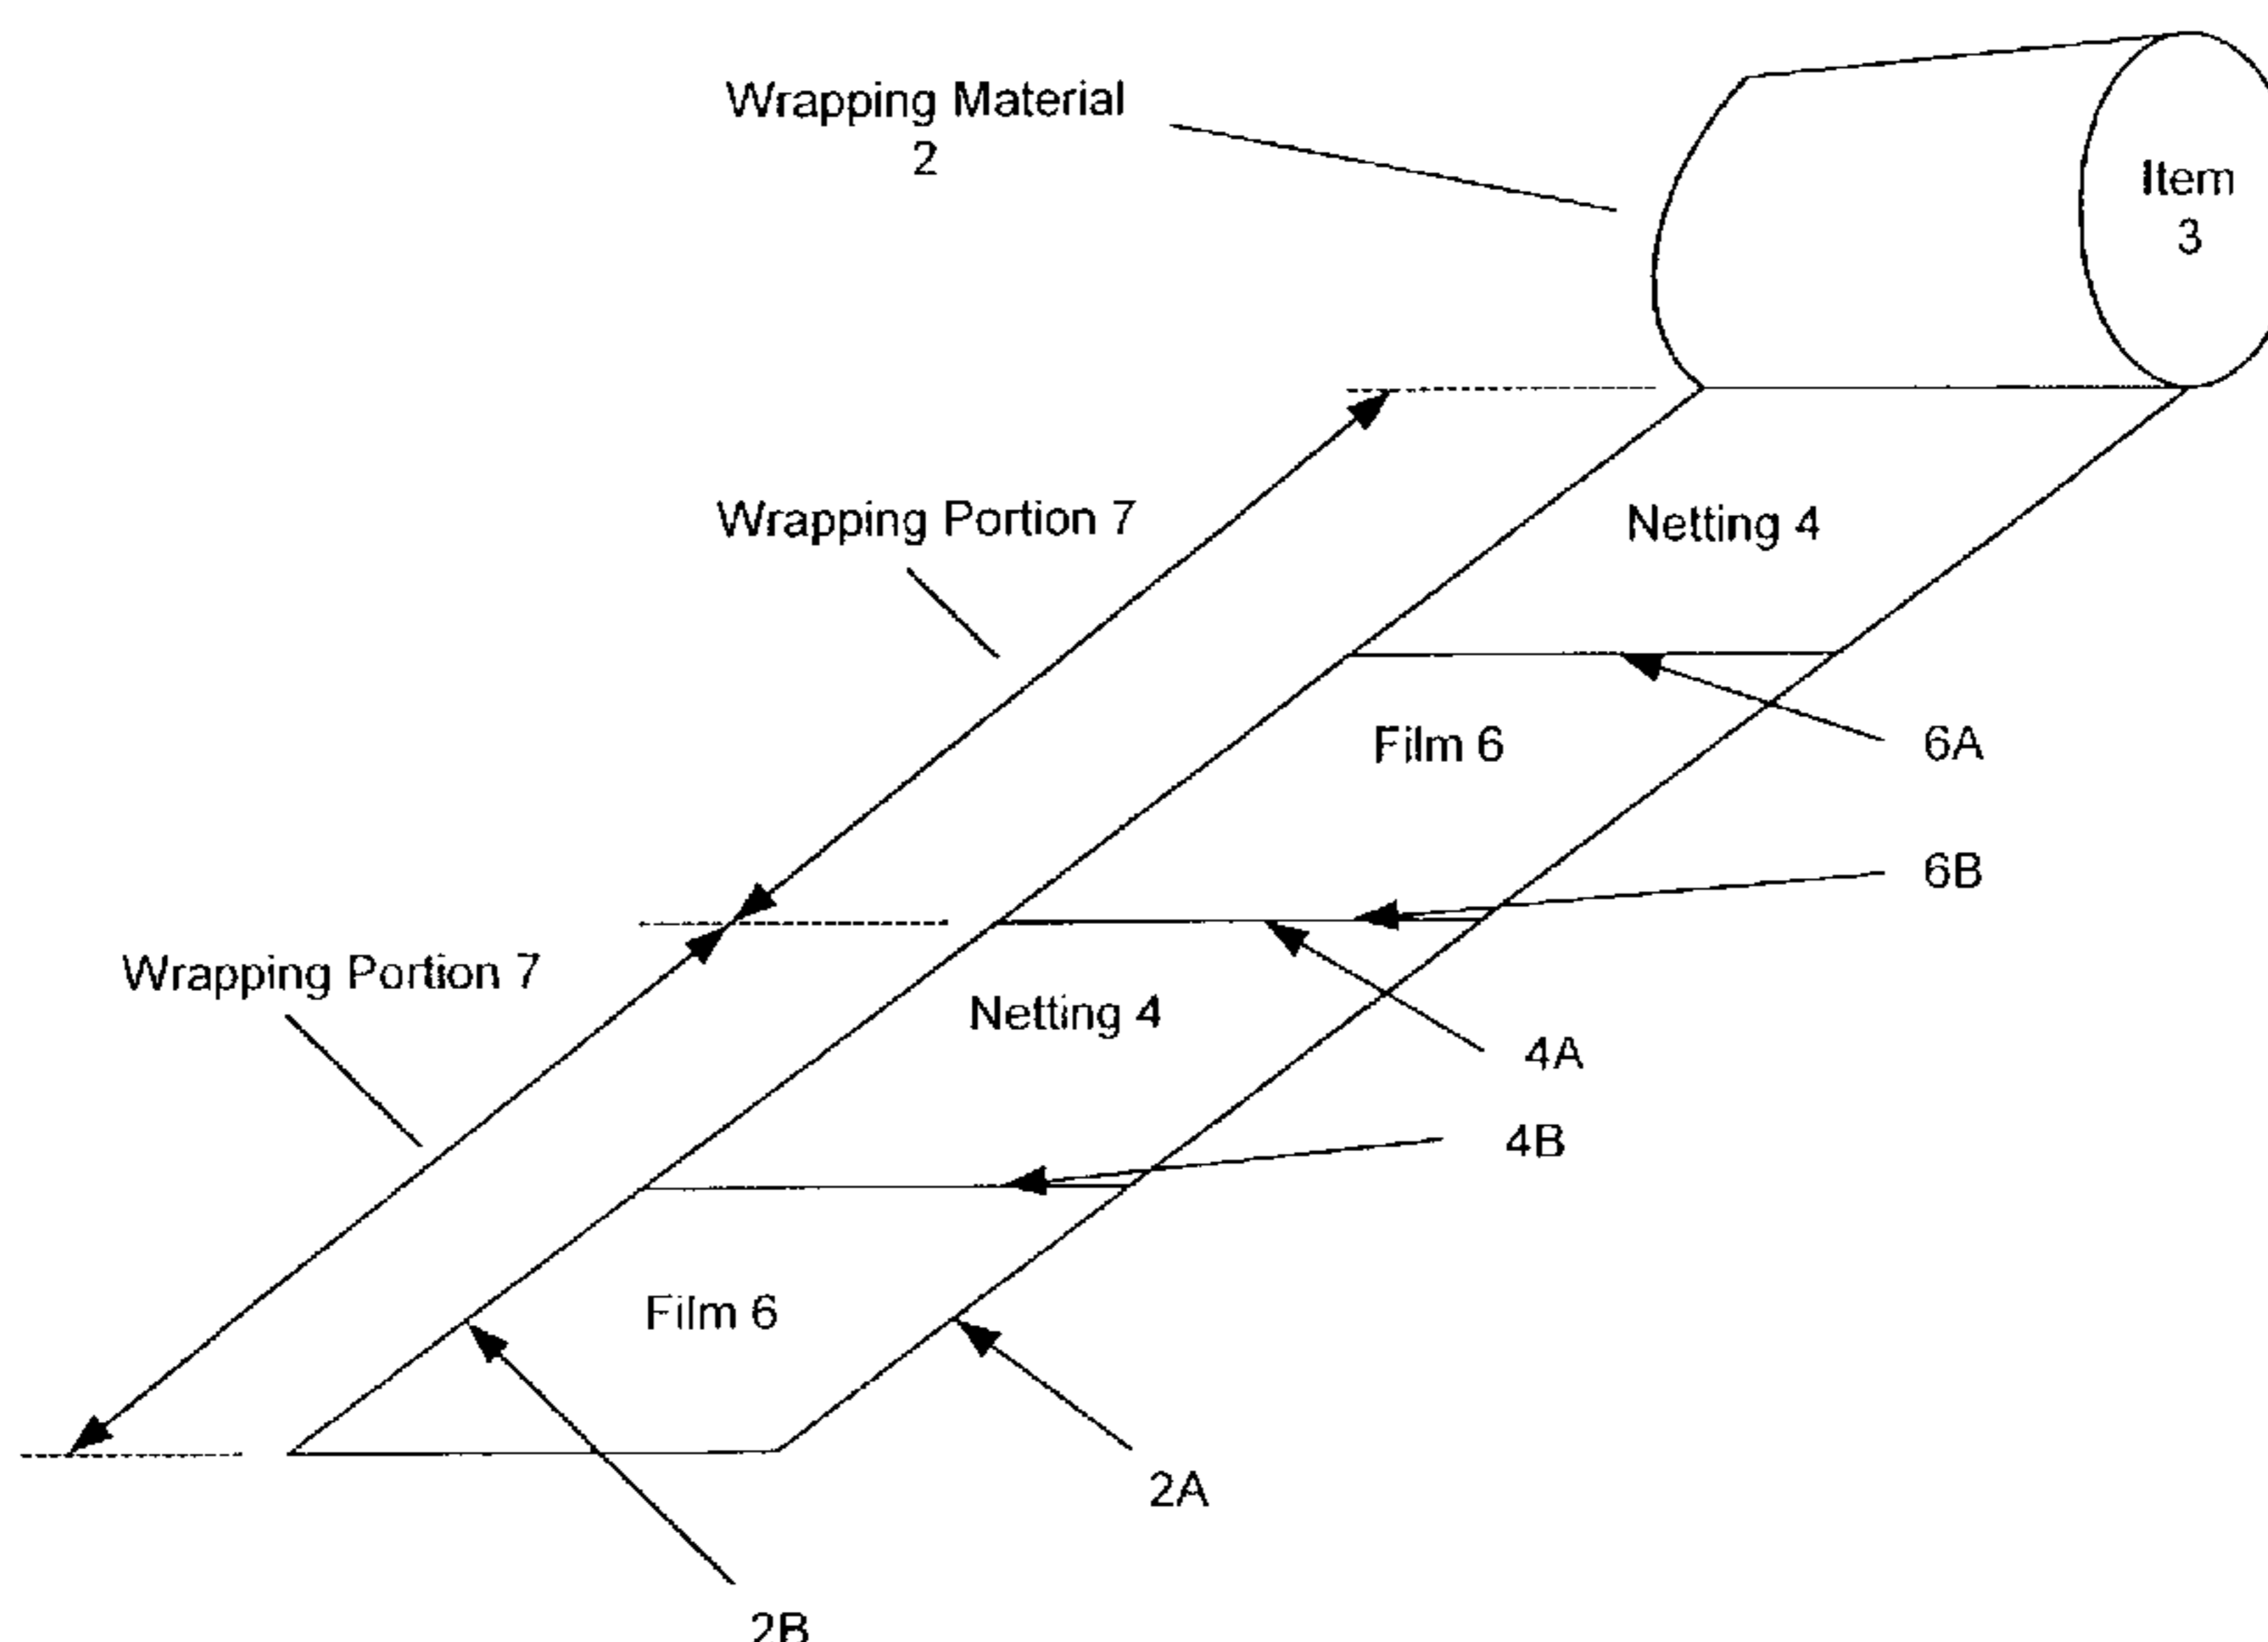 Wrapping Material
2
Item
3
Wrapping Portion 7
Netting 4
Film 6
6A
6B
Wrapping Portion 7
Netting 4
4A
4B
Film 6
2A
2B